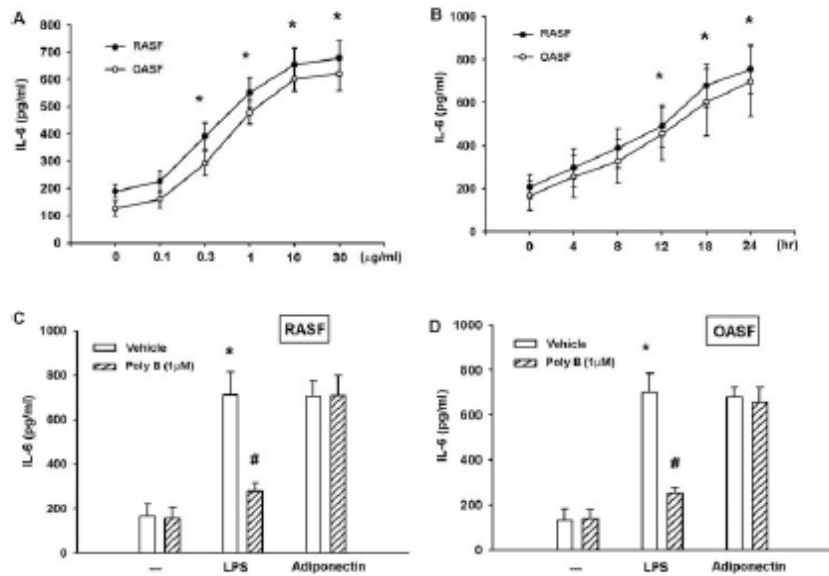 A
800
700
600
500
400
300
200
100
0
IL-6 (pg/ml)
RASF
OASF
* * * *
0 0.1 0.3 1 10 30 (μg/ml)
B
1000
800
600
400
200
0
IL-6 (pg/ml)
RASF
OASF
* * *
0 4 8 12 18 24 (hr)
C
RASF
1000
800
600
400
200
0
IL-6 (pg/ml)
Vehicle
Poly B (1μM)
*
#
--- LPS Adiponectin
D
OASF
1000
800
600
400
200
0
IL-6 (pg/ml)
Vehicle
Poly B (1μM)
*
#
--- LPS Adiponectin